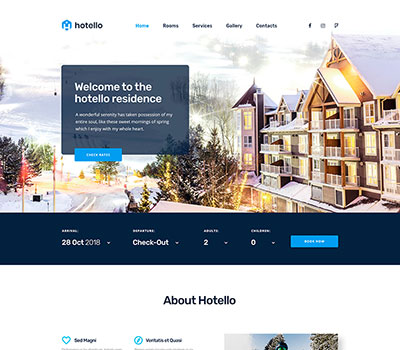 hotello
Home Rooms Services Gallery Contacts
Welcome to the
hotello residence
A wonderful serenity has taken possession of my
entire soul, like these sweet mornings of spring
which I enjoy with my whole heart.
CHECK RATES
ARRIVAL: DEPARTURE: ADULTS: CHILDREN:
28 Oct 2018 Check-Out 2 0 BOOK NOW
About Hotello
Sed Magni Veritatis et Quasi